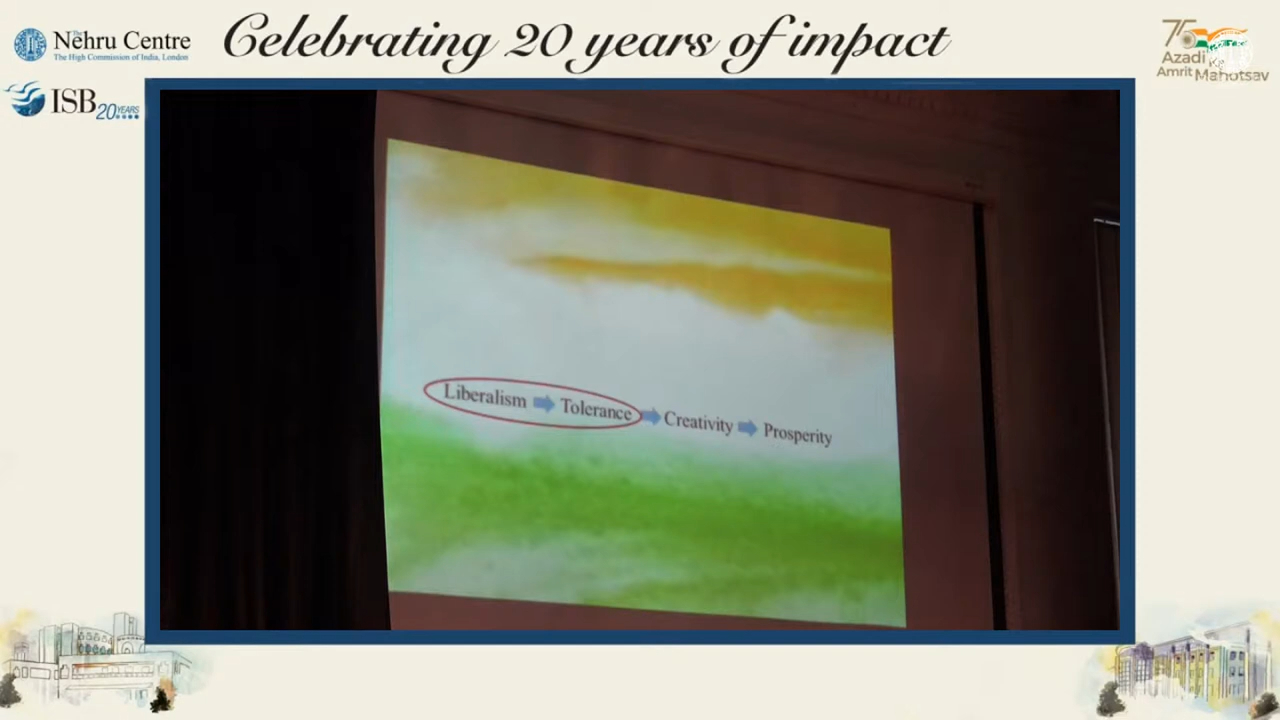 The
Nehru Centre
The High Commission of India, London
ISB 20 YEARS
Celebrating 20 years of impact
75
Azadi
Amrit Mahotsav
Liberalism Tolerance Creativity Prosperity